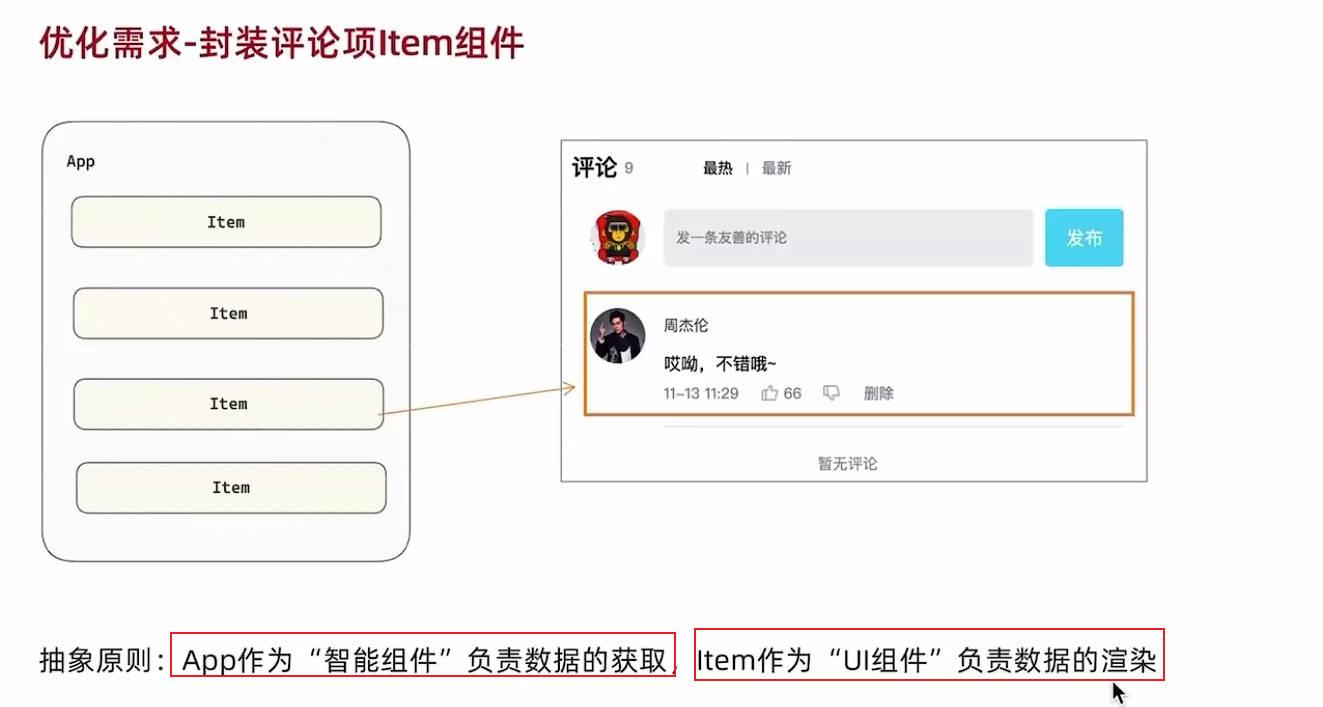 优化需求-封装评论项Item组件
App
Item
Item
Item
Item
评论 9 最热 | 最新
发一条友善的评论 发布
周杰伦
哎呦，不错哦~
11-13 11:29 66 删除
暂无评论
抽象原则：App作为“智能组件”负责数据的获取，Item作为“UI组件”负责数据的渲染